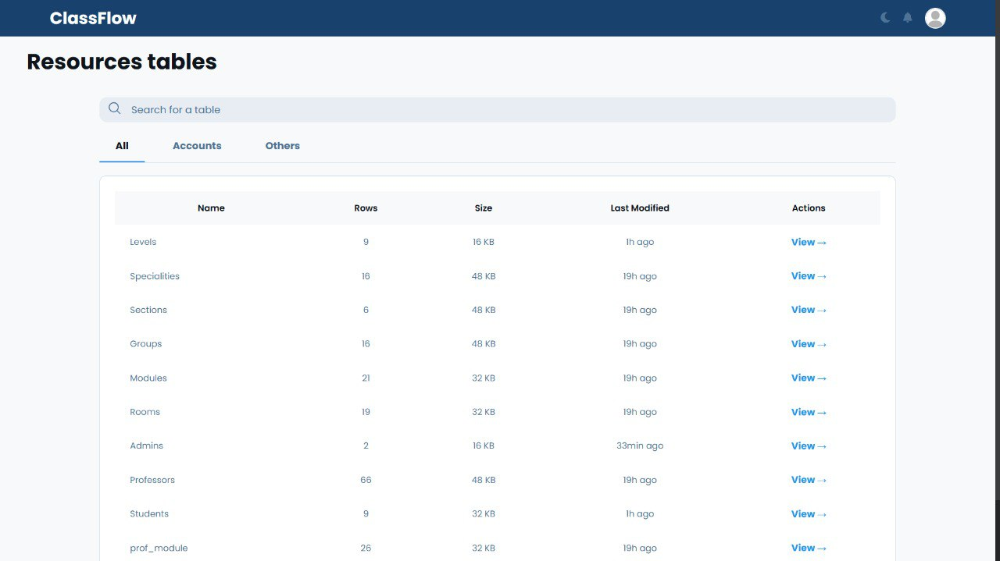 ClassFlow
Resources tables
Search for a table
All Accounts Others
Name Rows Size Last Modified Actions
Levels 9 16 KB 1h ago View→
Specialities 16 48 KB 19h ago View→
Sections 6 48 KB 19h ago View→
Groups 16 48 KB 19h ago View→
Modules 21 32 KB 19h ago View→
Rooms 19 32 KB 19h ago View→
Admins 2 16 KB 33min ago View→
Professors 66 48 KB 19h ago View→
Students 9 32 KB 1h ago View→
prof_module 26 32 KB 19h ago View→